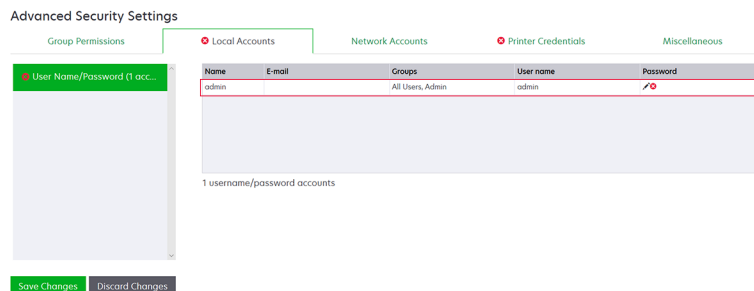 Advanced Security Settings
Group Permissions Local Accounts Network Accounts Printer Credentials Miscellaneous
User Name/Password (1 acc...
Name E-mail Groups User name Password
admin All Users, Admin admin
1 username/password accounts
Save Changes Discard Changes